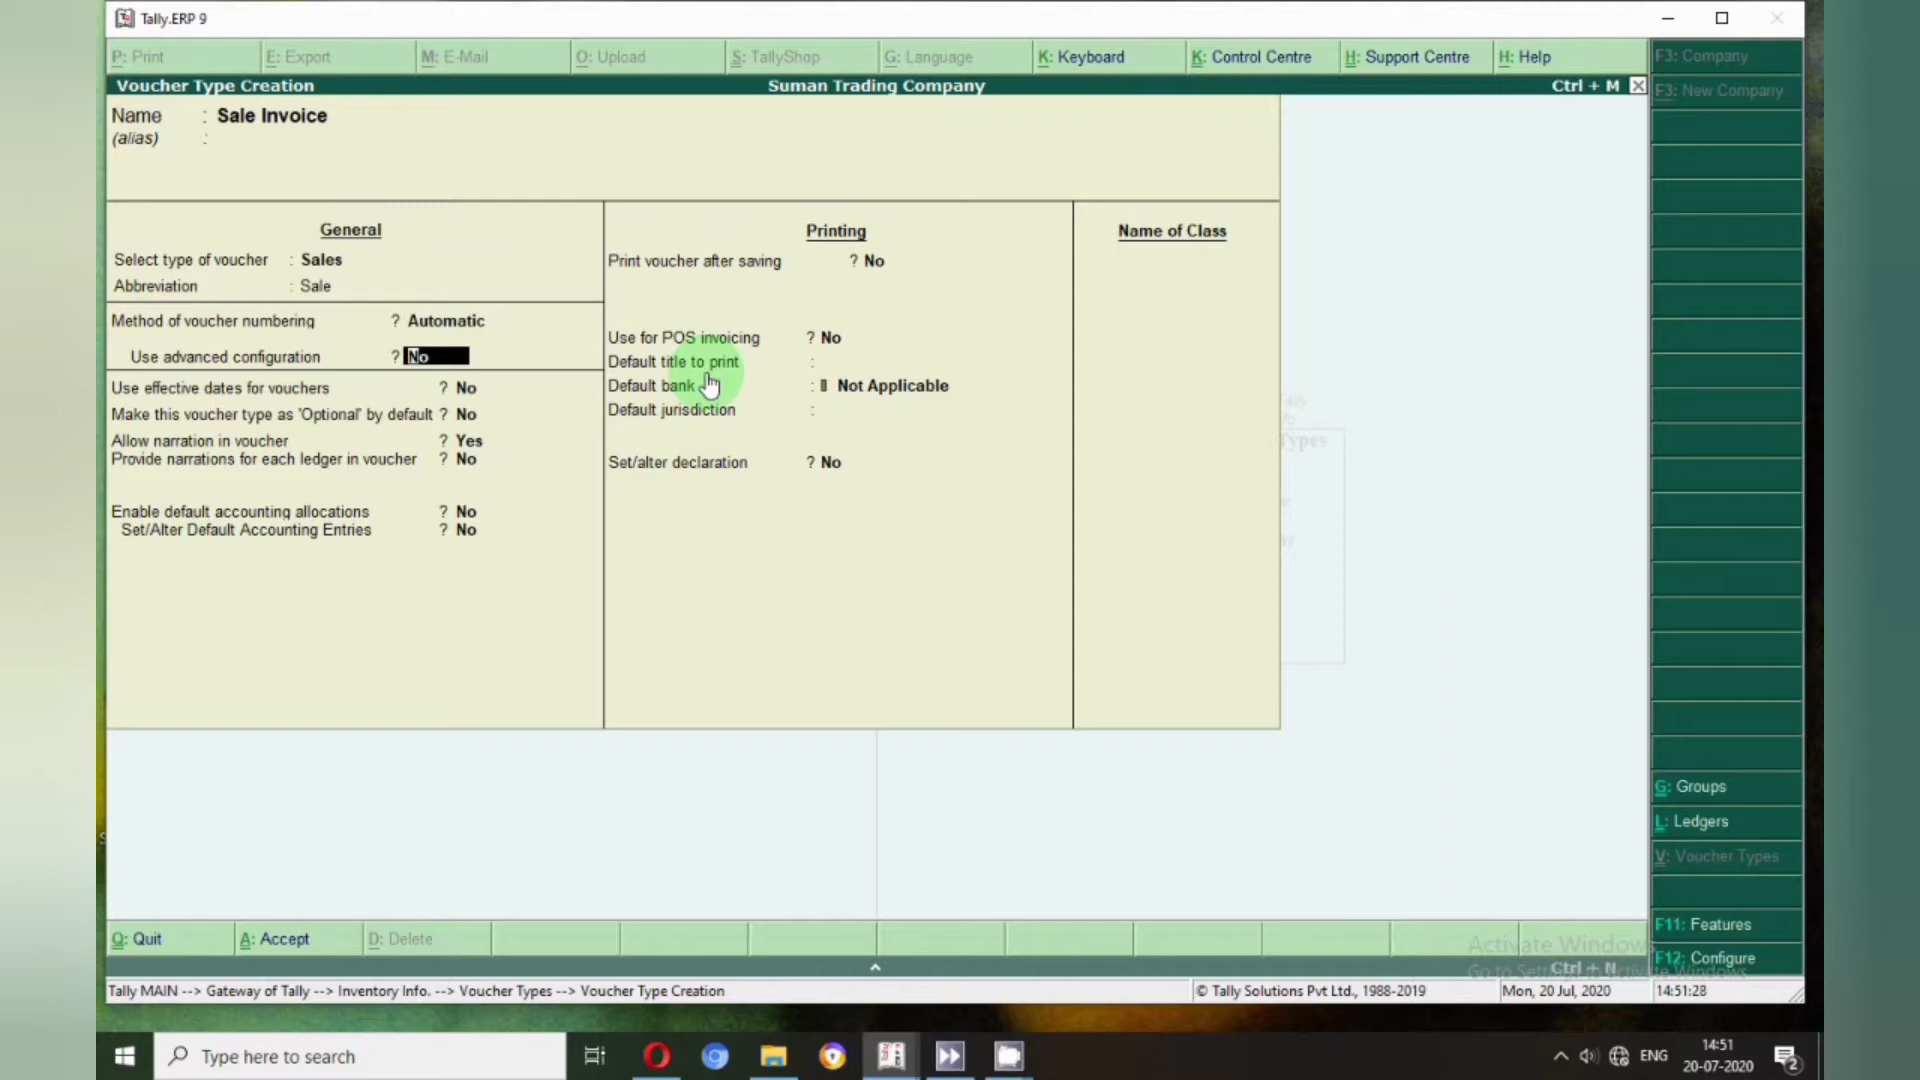 Tally.ERP 9
P: Print
E: Export
M: E-Mail
O: Upload
S: TallyShop
G: Language
K: Keyboard
K: Control Centre
H: Support Centre
H: Help
F3: Company
F3: New Company
Voucher Type Creation
Suman Trading Company
Ctrl + M
Name : Sale Invoice
(alias) :
General
Select type of voucher : Sales
Abbreviation : Sale
Method of voucher numbering ? Automatic
Use advanced configuration ? No
Use effective dates for vouchers ? No
Make this voucher type as 'Optional' by default ? No
Allow narration in voucher ? Yes
Provide narrations for each ledger in voucher ? No
Enable default accounting allocations ? No
Set/Alter Default Accounting Entries ? No
Printing
Print voucher after saving ? No
Use for POS invoicing ? No
Default title to print :
Default bank : Not Applicable
Default jurisdiction :
Set/alter declaration ? No
Name of Class
Types
G: Groups
L: Ledgers
V: Voucher Types
F11: Features
F12: Configure
Q: Quit
A: Accept
D: Delete
Activate Windows
Ctrl + N
Tally MAIN --> Gateway of Tally --> Inventory Info. --> Voucher Types --> Voucher Type Creation
© Tally Solutions Pvt Ltd., 1988-2019
Mon, 20 Jul, 2020
14:51:28
Type here to search
ENG
14:51
20-07-2020
2